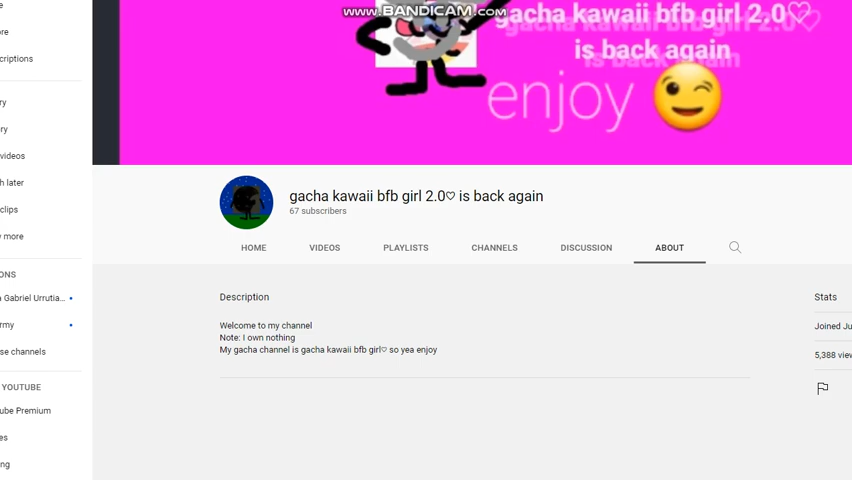 www.BANDICAM.com
gacha kawaii bfb girl 2,0♡
is back again
enjoy 😉
gacha kawaii bfb girl 2.0♡ is back again
67 subscribers
HOME VIDEOS PLAYLISTS CHANNELS DISCUSSION ABOUT
Description
Stats
Welcome to my channel
Note: I own nothing
My gacha channel is gacha kawaii bfb girl♡ so yea enjoy
Joined Ju
5,388 view
criptions
ry
ry
videos
h later
clips
w more
ONS
a Gabriel Urrutia...
rmy
se channels
YOUTUBE
ube Premium
es
ng